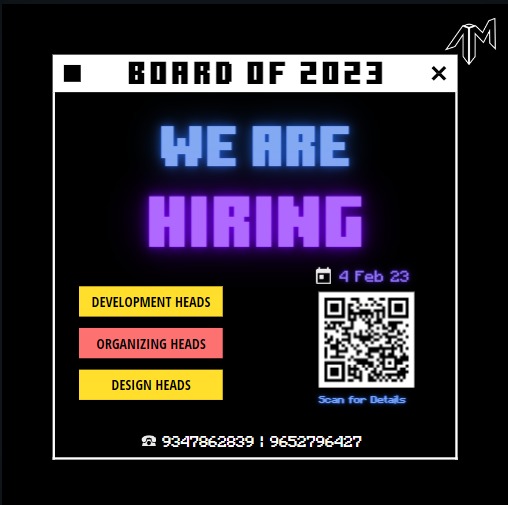 BOARD OF 2023
WE ARE
HIRING
4 Feb 23
DEVELOPMENT HEADS
ORGANIZING HEADS
DESIGN HEADS
Scan for Details
☎ 9347862839 ¦ 9652796427